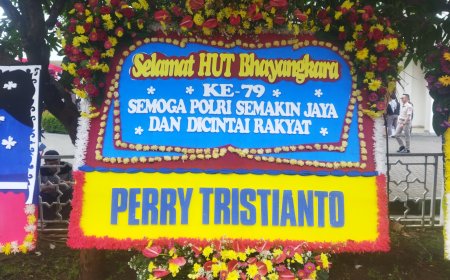 Selamat HUT Bhayangkara
KE-79
SEMOGA POLRI SEMAKIN JAYA
DAN DICINTAI RAKYAT
PERRY TRISTIANTO